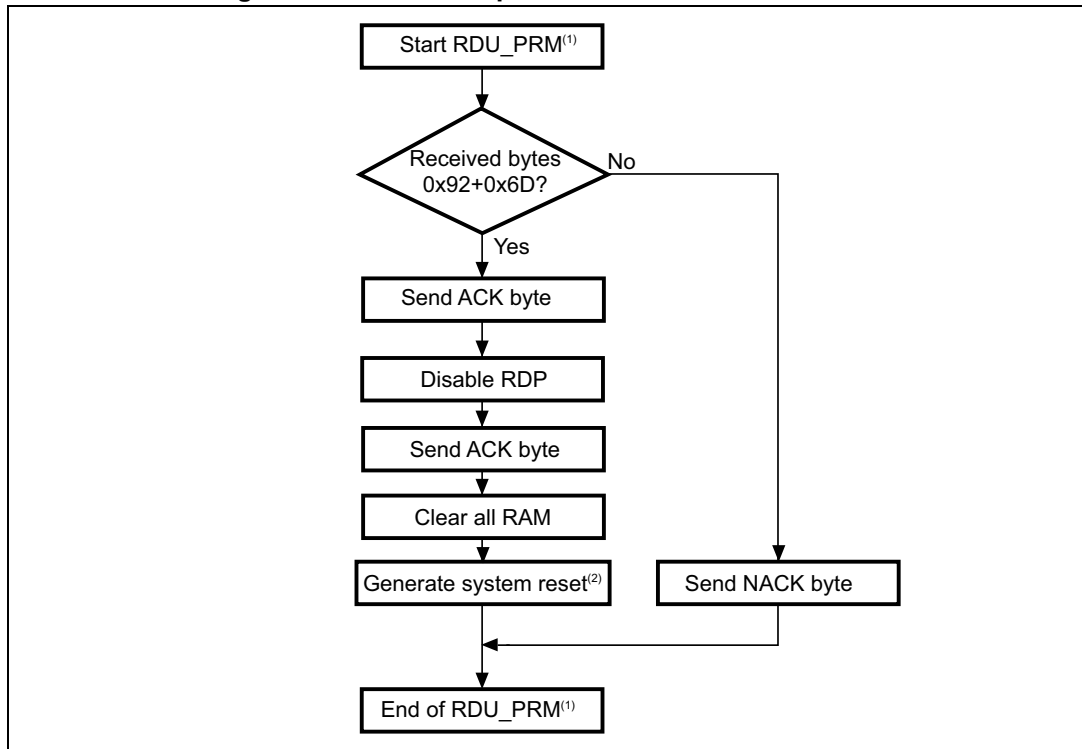 Start RDU_PRM(1)
Received bytes
0x92+0x6D?
No
Yes
Send ACK byte
Disable RDP
Send ACK byte
Clear all RAM
Generate system reset(2)
Send NACK byte
End of RDU_PRM(1)